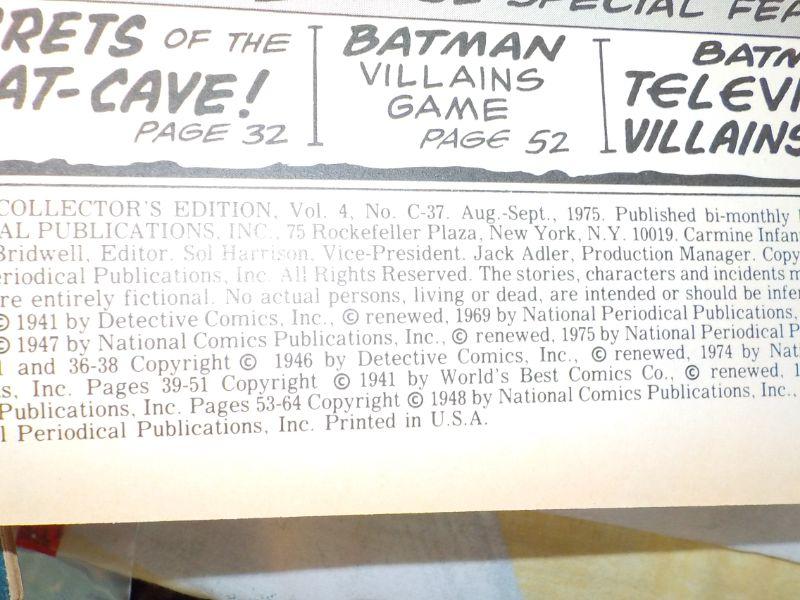 SPECIAL FEA
RETS OF THE
AT-CAVE!
PAGE 32
BATMAN
VILLAINS
GAME
PAGE 52
BATM
TELEVI
VILLAINS
COLLECTOR'S EDITION, Vol. 4, No. C-37. Aug.-Sept., 1975. Published bi-monthly
AL PUBLICATIONS, INC., 75 Rockefeller Plaza, New York, N.Y. 10019. Carmine Infan
Bridwell, Editor. Sol Harrison, Vice-President. Jack Adler, Production Manager. Copy
eriodical Publications, Inc. All Rights Reserved. The stories, characters and incidents m
re entirely fictional. No actual persons, living or dead, are intended or should be infer
© 1941 by Detective Comics, Inc., © renewed, 1969 by National Periodical Publications,
© 1947 by National Comics Publications, Inc., © renewed, 1975 by National Periodical P
1 and 36-38 Copyright © 1946 by Detective Comics, Inc., © renewed, 1974 by Nati
s, Inc. Pages 39-51 Copyright © 1941 by World's Best Comics Co., © renewed, 1
Publications, Inc. Pages 53-64 Copyright © 1948 by National Comics Publications, Inc.,
l Periodical Publications, Inc. Printed in U.S.A.